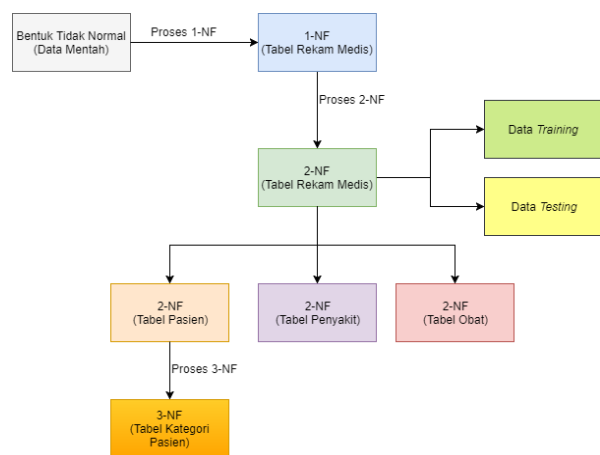 Bentuk Tidak Normal
(Data Mentah)
Proses 1-NF
1-NF
(Tabel Rekam Medis)
Proses 2-NF
2-NF
(Tabel Rekam Medis)
Data Training
Data Testing
2-NF
(Tabel Pasien)
2-NF
(Tabel Penyakit)
2-NF
(Tabel Obat)
Proses 3-NF
3-NF
(Tabel Kategori
Pasien)